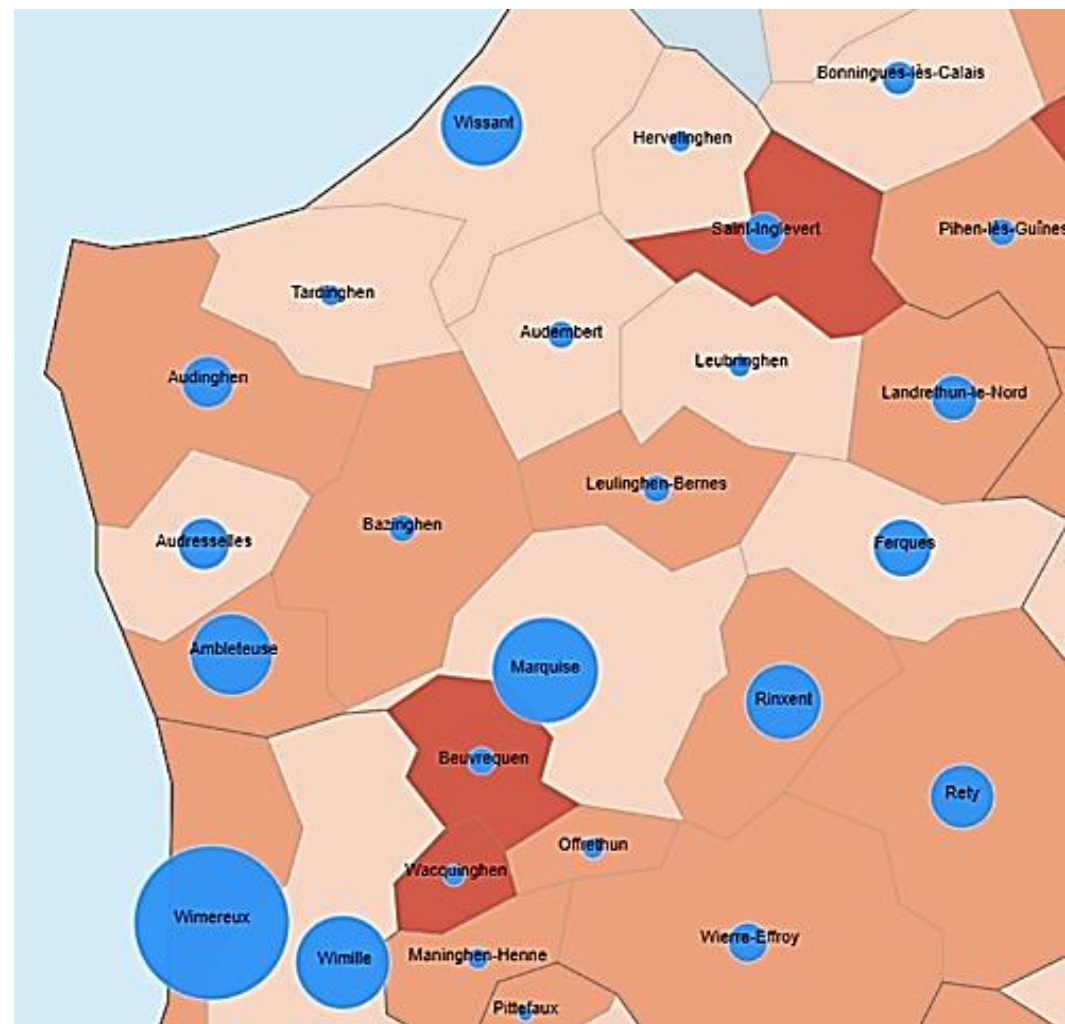 Bonningues-lès-Calais
Wissant
Hervelinghen
Saint-Inglevert
Pihen-lès-Guînes
Tardinghen
Audembert
Leubringhen
Audinghen
Landrethun-le-Nord
Leulinghen-Bernes
Bazinghen
Audresselles
Ferques
Ambleteuse
Marquise
Rinxent
Beuvrequen
Rety
Offrethun
Wacquinghen
Wimereux
Wierre-Effroy
Maninghen-Henne
Wimille
Pittefaux